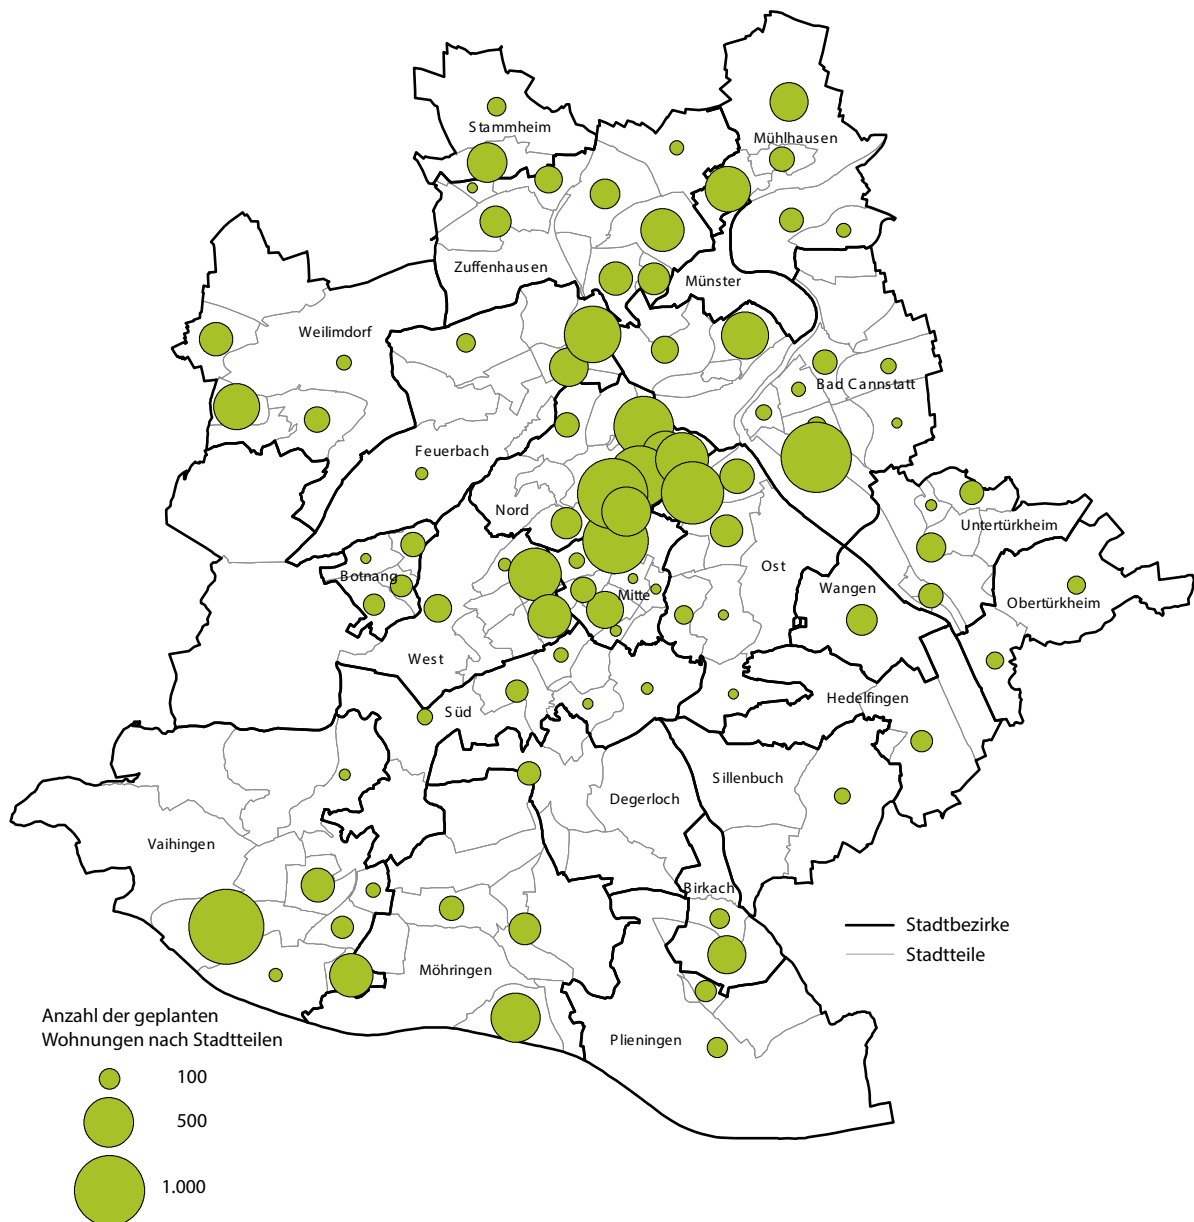 Stammheim
Mühlhausen
Zuffenhausen
Münster
Weilimdorf
Bad Cannstatt
Feuerbach
Nord
Untertürkheim
Ost
Botnang
Wangen
Mitte
Obertürkheim
West
Hedelfingen
Süd
Sillenbuch
Degerloch
Vaihingen
Birkach
Stadtbezirke
Stadtteile
Möhringen
Anzahl der geplanten
Wohnungen nach Stadtteilen
Plieningen
100
500
1.000